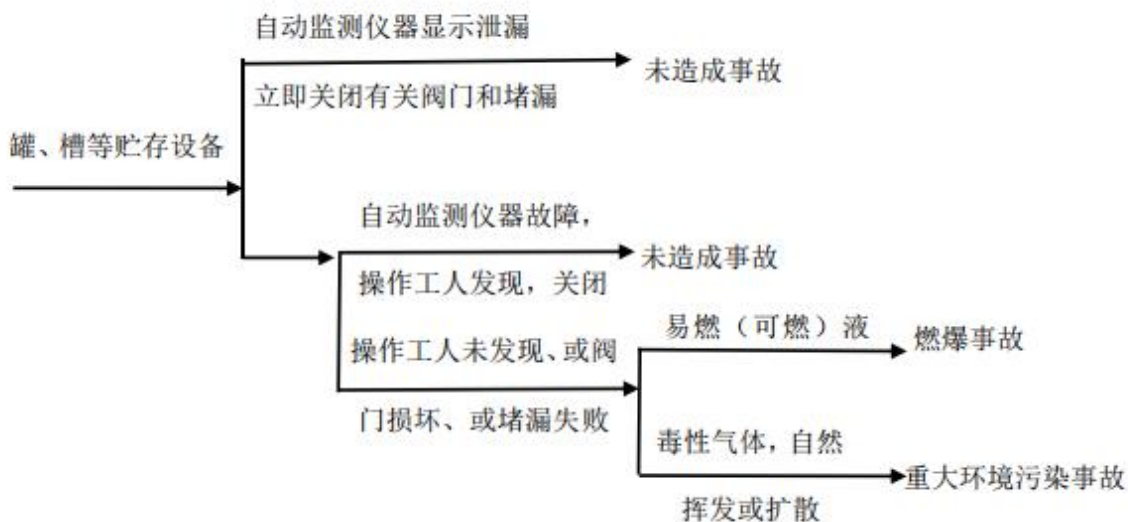 自动监测仪器显示泄漏
未造成事故
立即关闭有关阀门和堵漏
罐、槽等贮存设备
自动监测仪器故障，
未造成事故
操作工人发现，关闭
易燃（可燃）液
燃爆事故
操作工人未发现、或阀
门损坏、或堵漏失败
毒性气体，自然
重大环境污染事故
挥发或扩散